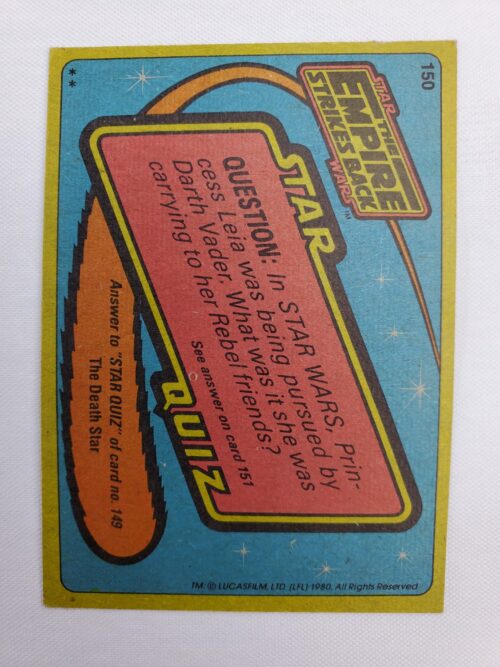 150
STAR WARS
THE
EMPIRE
STRIKES BACK
™
STAR
QUESTION: In STAR WARS, Prin-
cess Leia was being pursued by
Darth Vader. What was it she was
carrying to her Rebel friends?
See answer on card 151
QUIZ
Answer to "STAR QUIZ" of card no. 149
The Death Star
TM: © LUCASFILM, LTD. (LFL) 1980. All Rights Reserved
**